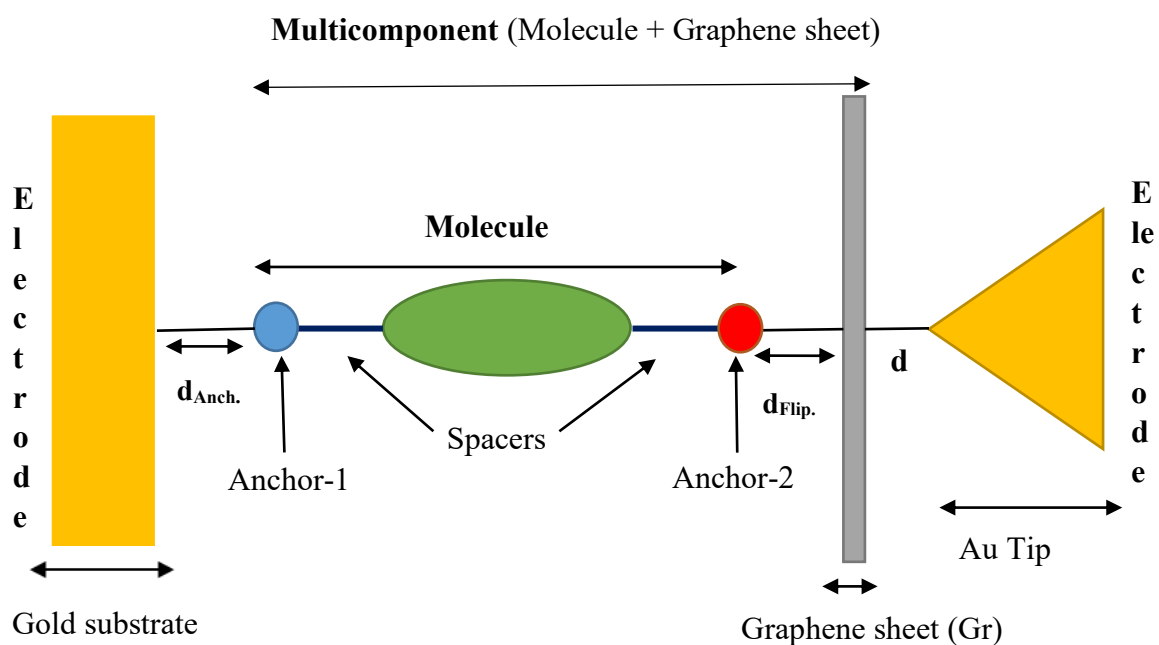 Multicomponent (Molecule + Graphene sheet)
E
l
e
c
t
r
o
d
e
Molecule
E
le
c
t
r
o
d
e
d
dAnch.
dFlip.
Spacers
Anchor-1
Anchor-2
Au Tip
Gold substrate
Graphene sheet (Gr)